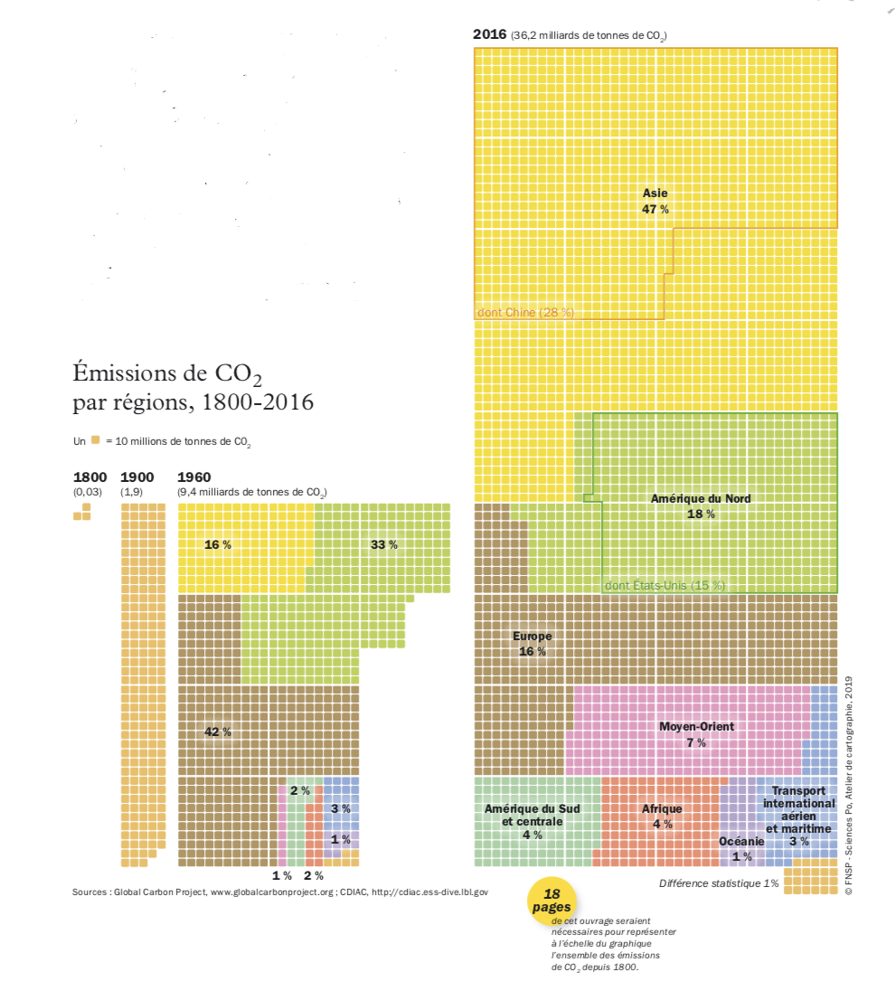 2016 (36,2 milliards de tonnes de CO2)
Asie
47 %
dont Chine (28 %)
Émissions de CO2
par régions, 1800-2016
Un = 10 millions de tonnes de CO2
1800
(0,03)
1900
(1,9)
1960
(9,4 milliards de tonnes de CO2)
16 %
33 %
42 %
2 %
3 %
1 %
1 %
2 %
Amérique du Nord
18 %
dont États-Unis (15 %)
Europe
16 %
Moyen-Orient
7 %
Amérique du Sud
et centrale
4 %
Afrique
4 %
Océanie
1 %
Transport
international
aérien
et maritime
3 %
Différence statistique 1%
© FNSP - Sciences Po, Atelier de cartographie, 2019
Sources : Global Carbon Project, www.globalcarbonproject.org ; CDIAC, http://cdiac.ess-dive.lbl.gov
18
pages
de cet ouvrage seraient
nécessaires pour représenter
à l'échelle du graphique
l'ensemble des émissions
de CO2 depuis 1800.